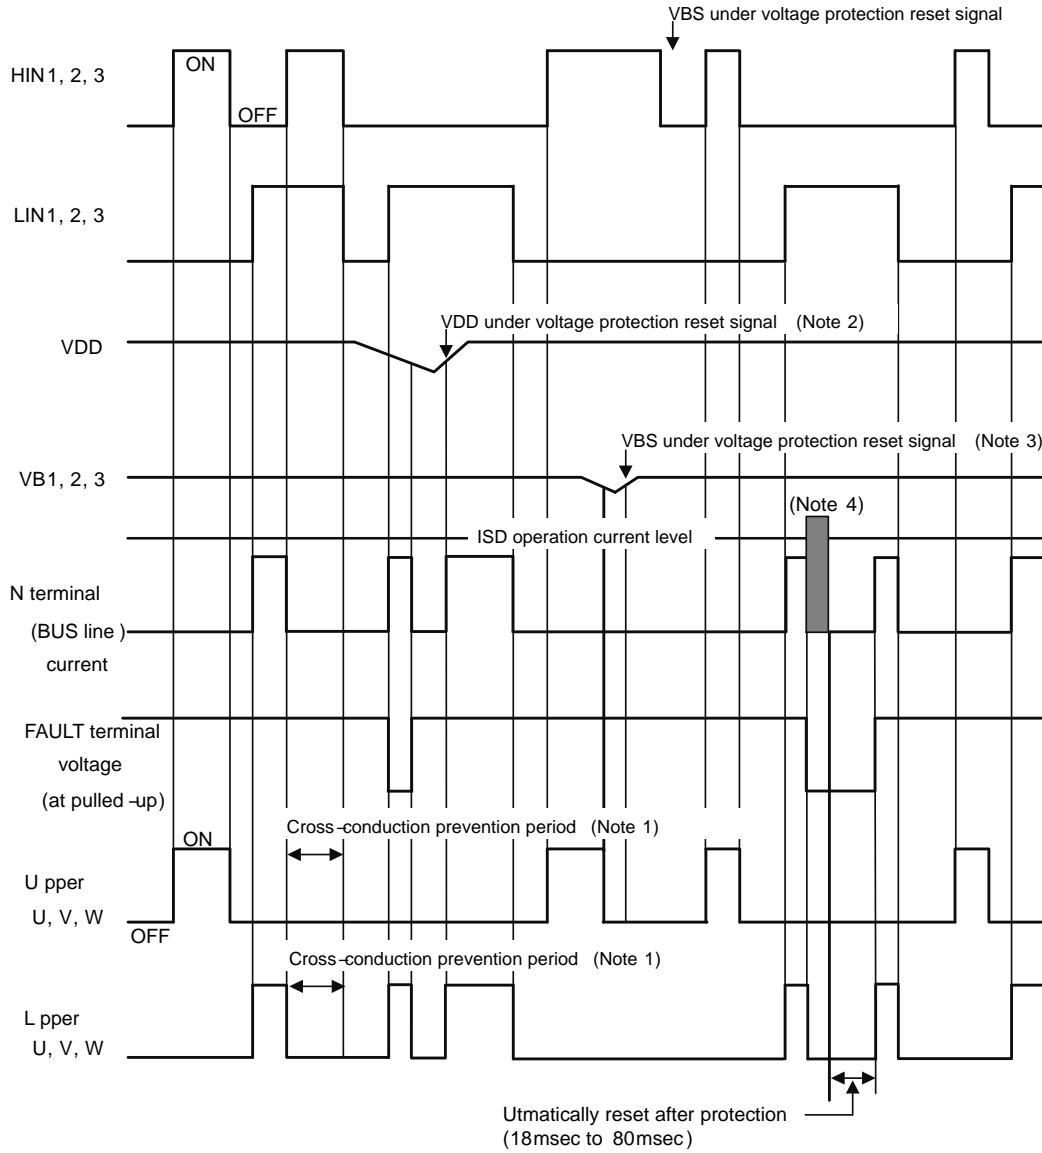 VBS under voltage protection reset signal
HIN1, 2, 3
ON
OFF
LIN1, 2, 3
VDD under voltage protection reset signal (Note 2)
VDD
VBS under voltage protection reset signal (Note 3)
VB1, 2, 3
(Note 4)
ISD operation current level
N terminal
(BUS line )
current
FAULT terminal
voltage
(at pulled -up)
Cross-conduction prevention period (Note 1)
ON
U pper
U, V, W
OFF
Cross-conduction prevention period (Note 1)
L pper
U, V, W
Utmatically reset after protection
(18msec to 80msec)